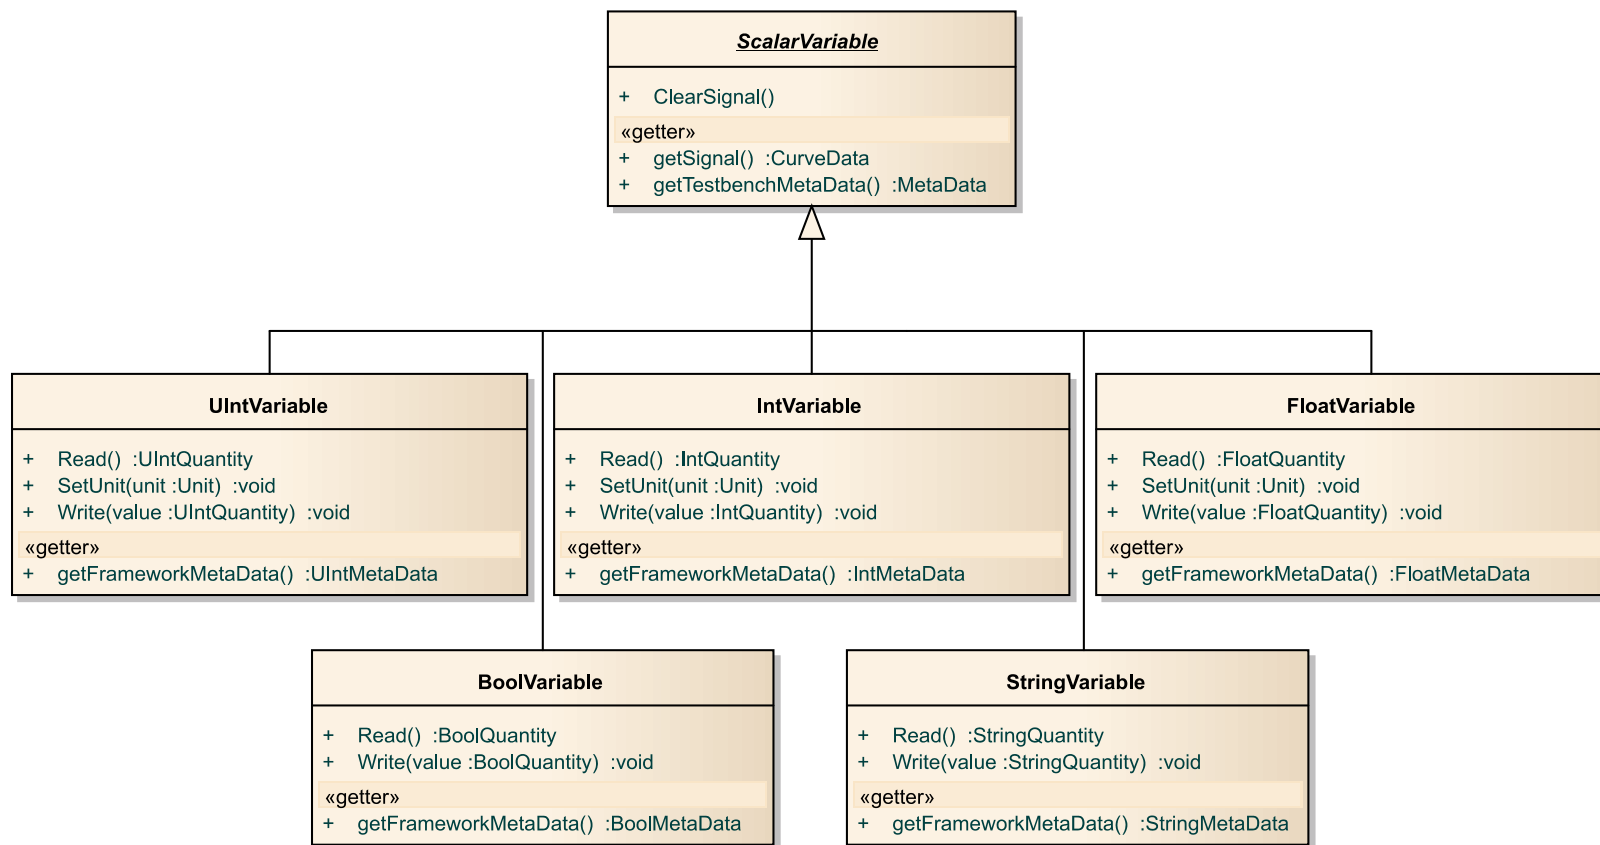 ScalarVariable
+ ClearSignal()
«getter»
+ getSignal() :CurveData
+ getTestbenchMetaData() :MetaData
UIntVariable
+ Read() :UIntQuantity
+ SetUnit(unit :Unit) :void
+ Write(value :UIntQuantity) :void
«getter»
+ getFrameworkMetaData() :UIntMetaData
IntVariable
+ Read() :IntQuantity
+ SetUnit(unit :Unit) :void
+ Write(value :IntQuantity) :void
«getter»
+ getFrameworkMetaData() :IntMetaData
FloatVariable
+ Read() :FloatQuantity
+ SetUnit(unit :Unit) :void
+ Write(value :FloatQuantity) :void
«getter»
+ getFrameworkMetaData() :FloatMetaData
BoolVariable
+ Read() :BoolQuantity
+ Write(value :BoolQuantity) :void
«getter»
+ getFrameworkMetaData() :BoolMetaData
StringVariable
+ Read() :StringQuantity
+ Write(value :StringQuantity) :void
«getter»
+ getFrameworkMetaData() :StringMetaData